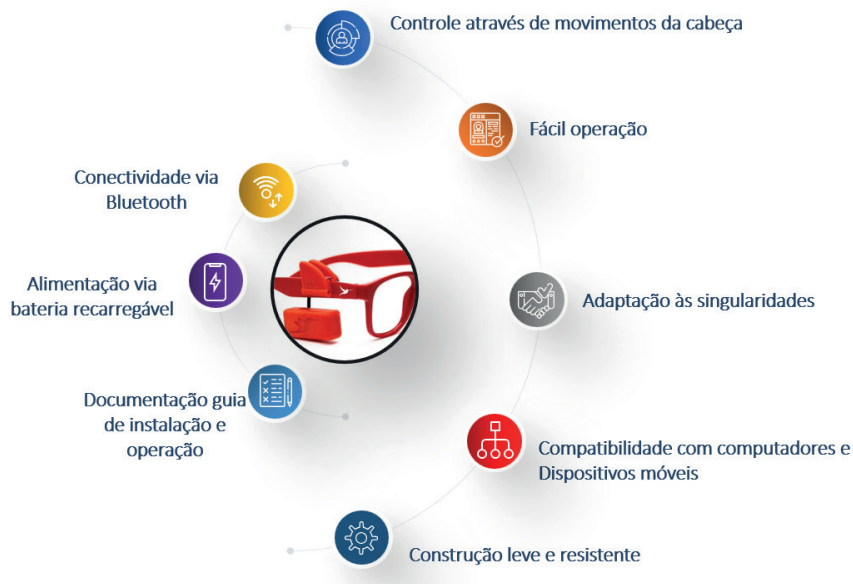 Controle através de movimentos da cabeça
Fácil operação
Conectividade via
Bluetooth
Alimentação via
bateria recarregável
Adaptação às singularidades
Documentação guia
de instalação e
operação
Compatibilidade com computadores e
Dispositivos móveis
Construção leve e resistente